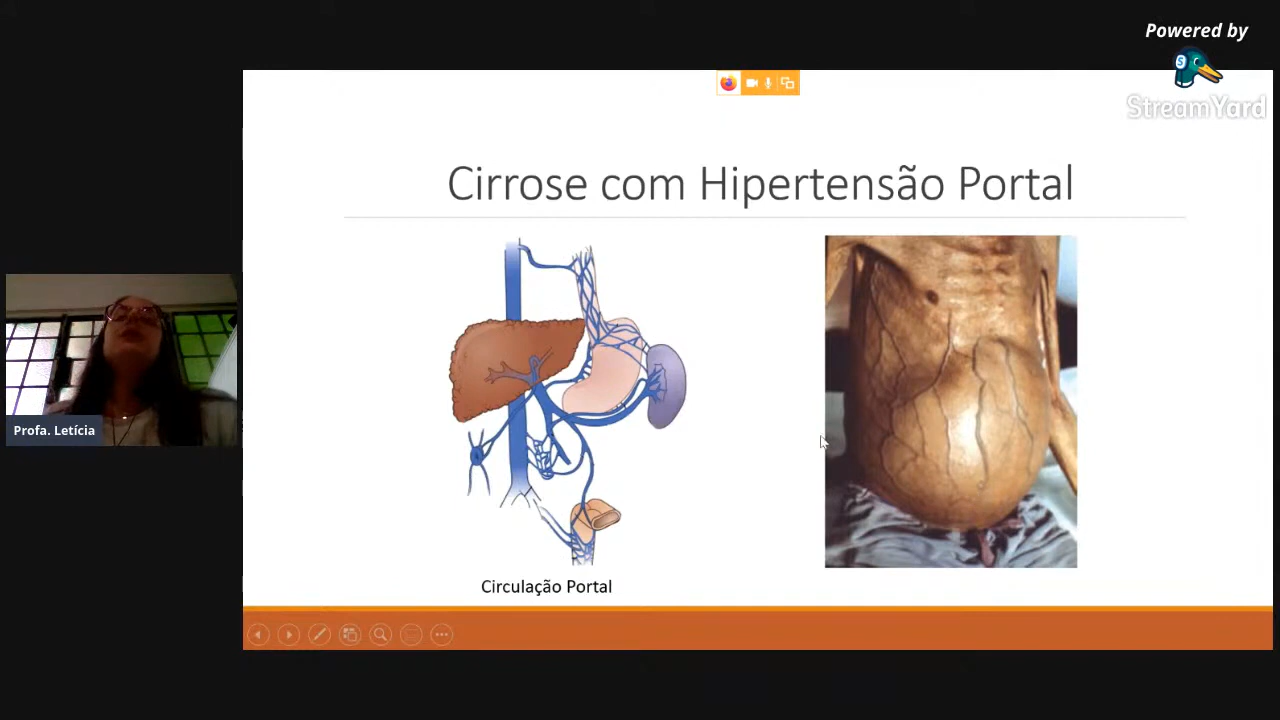 Powered by
StreamYard
Cirrose com Hipertensão Portal
Profa. Letícia
Circulação Portal